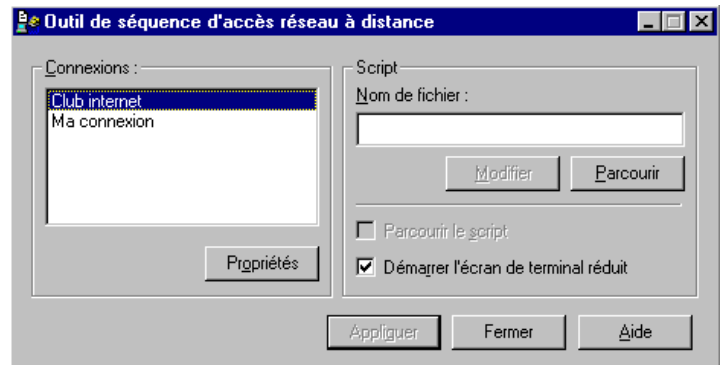 Outil de séquence d'accès réseau à distance
Connexions :
Club internet
Ma connexion
Propriétés
Script
Nom de fichier :
Modifier
Parcourir
Parcourir le script
Démarrer l'écran de terminal réduit
Appliquer
Fermer
Aide